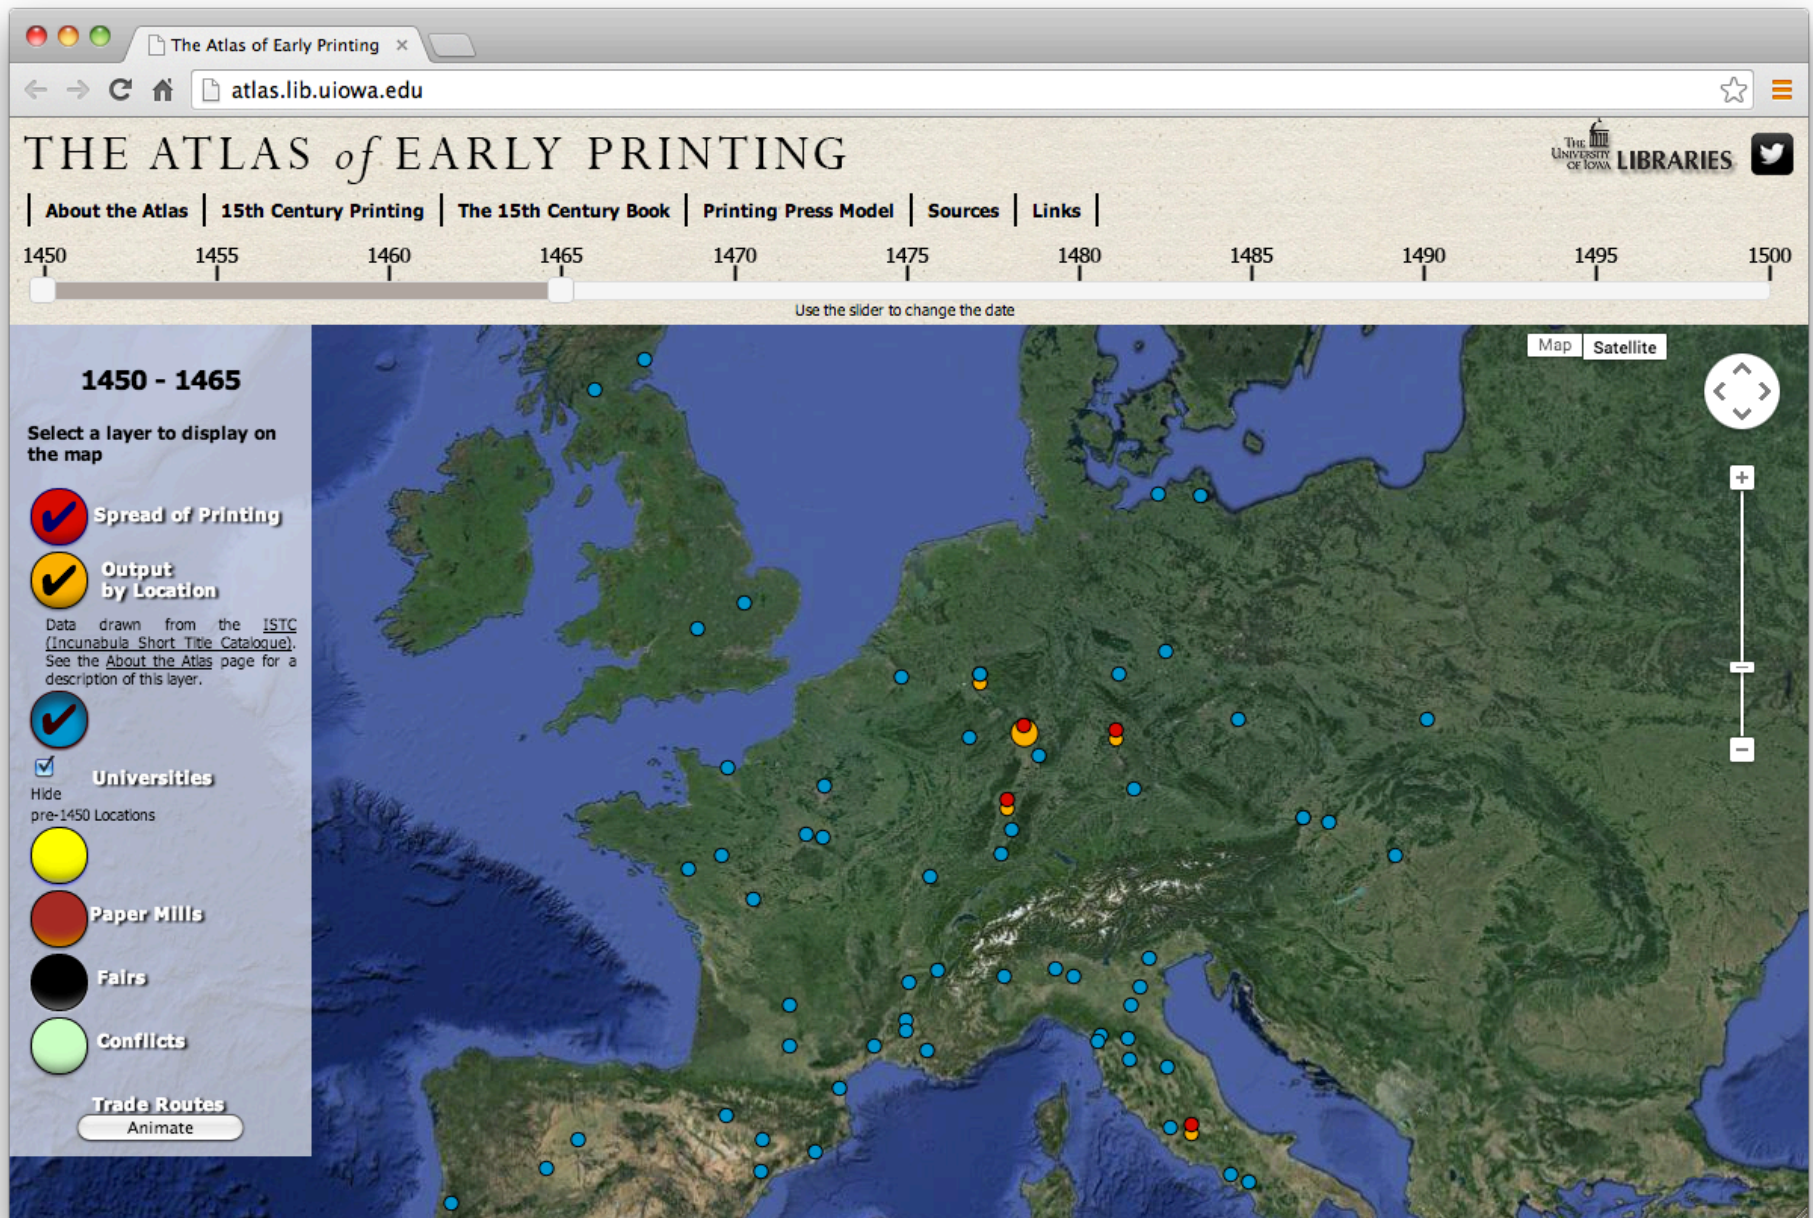 The Atlas of Early Printing
atlas.lib.uiowa.edu
THE ATLAS of EARLY PRINTING
THE UNIVERSITY OF IOWA LIBRARIES
About the Atlas
15th Century Printing
The 15th Century Book
Printing Press Model
Sources
Links
1450 1455 1460 1465 1470 1475 1480 1485 1490 1495 1500
Use the slider to change the date
Map Satellite
1450 - 1465
Select a layer to display on
the map
Spread of Printing
Output
by Location
Data drawn from the ISTC
(Incunabula Short Title Catalogue).
See the About the Atlas page for a
description of this layer.
Universities
Hide
pre-1450 Locations
Paper Mills
Fairs
Conflicts
Trade Routes
Animate